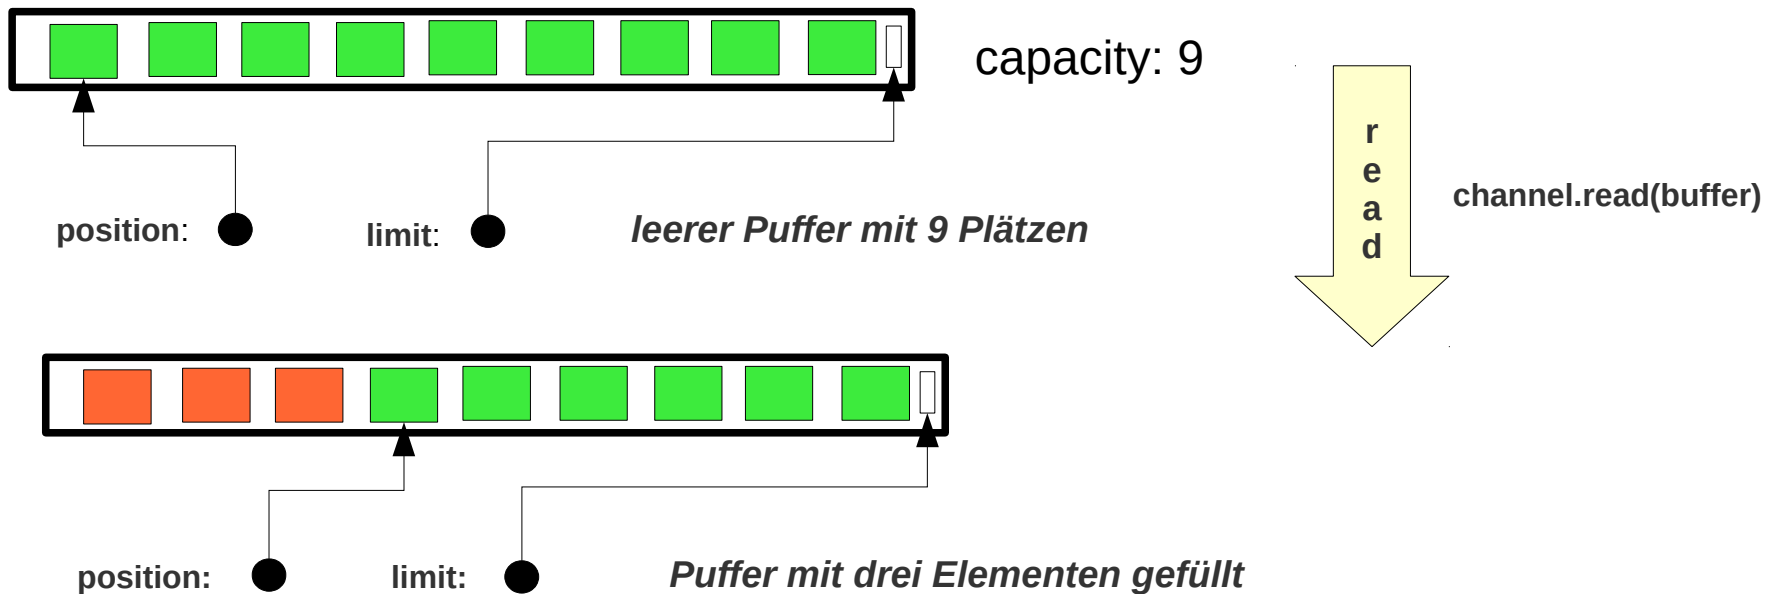 capacity: 9
read
channel.read(buffer)
position:
limit:
leerer Puffer mit 9 Plätzen
position:
limit:
Puffer mit drei Elementen gefüllt